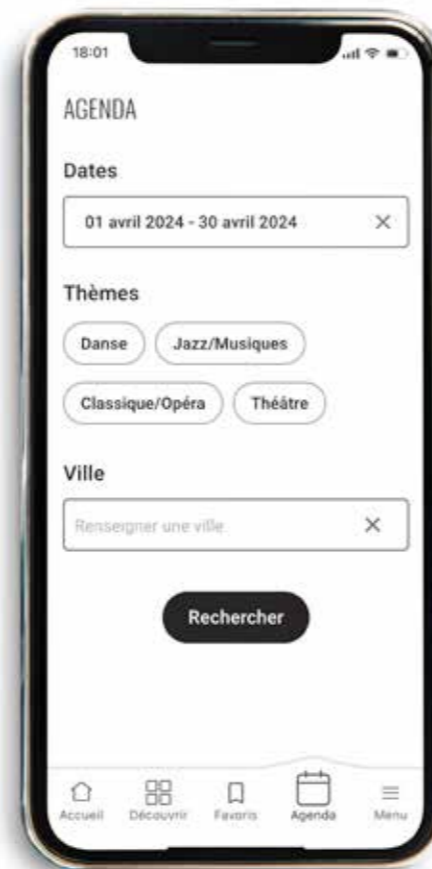 18:01
AGENDA
Dates
01 avril 2024 - 30 avril 2024
Thèmes
Danse Jazz/Musiques
Classique/Opéra Théâtre
Ville
Renseigner une ville
Rechercher
Accueil Découvrir Favoris Agenda Menu